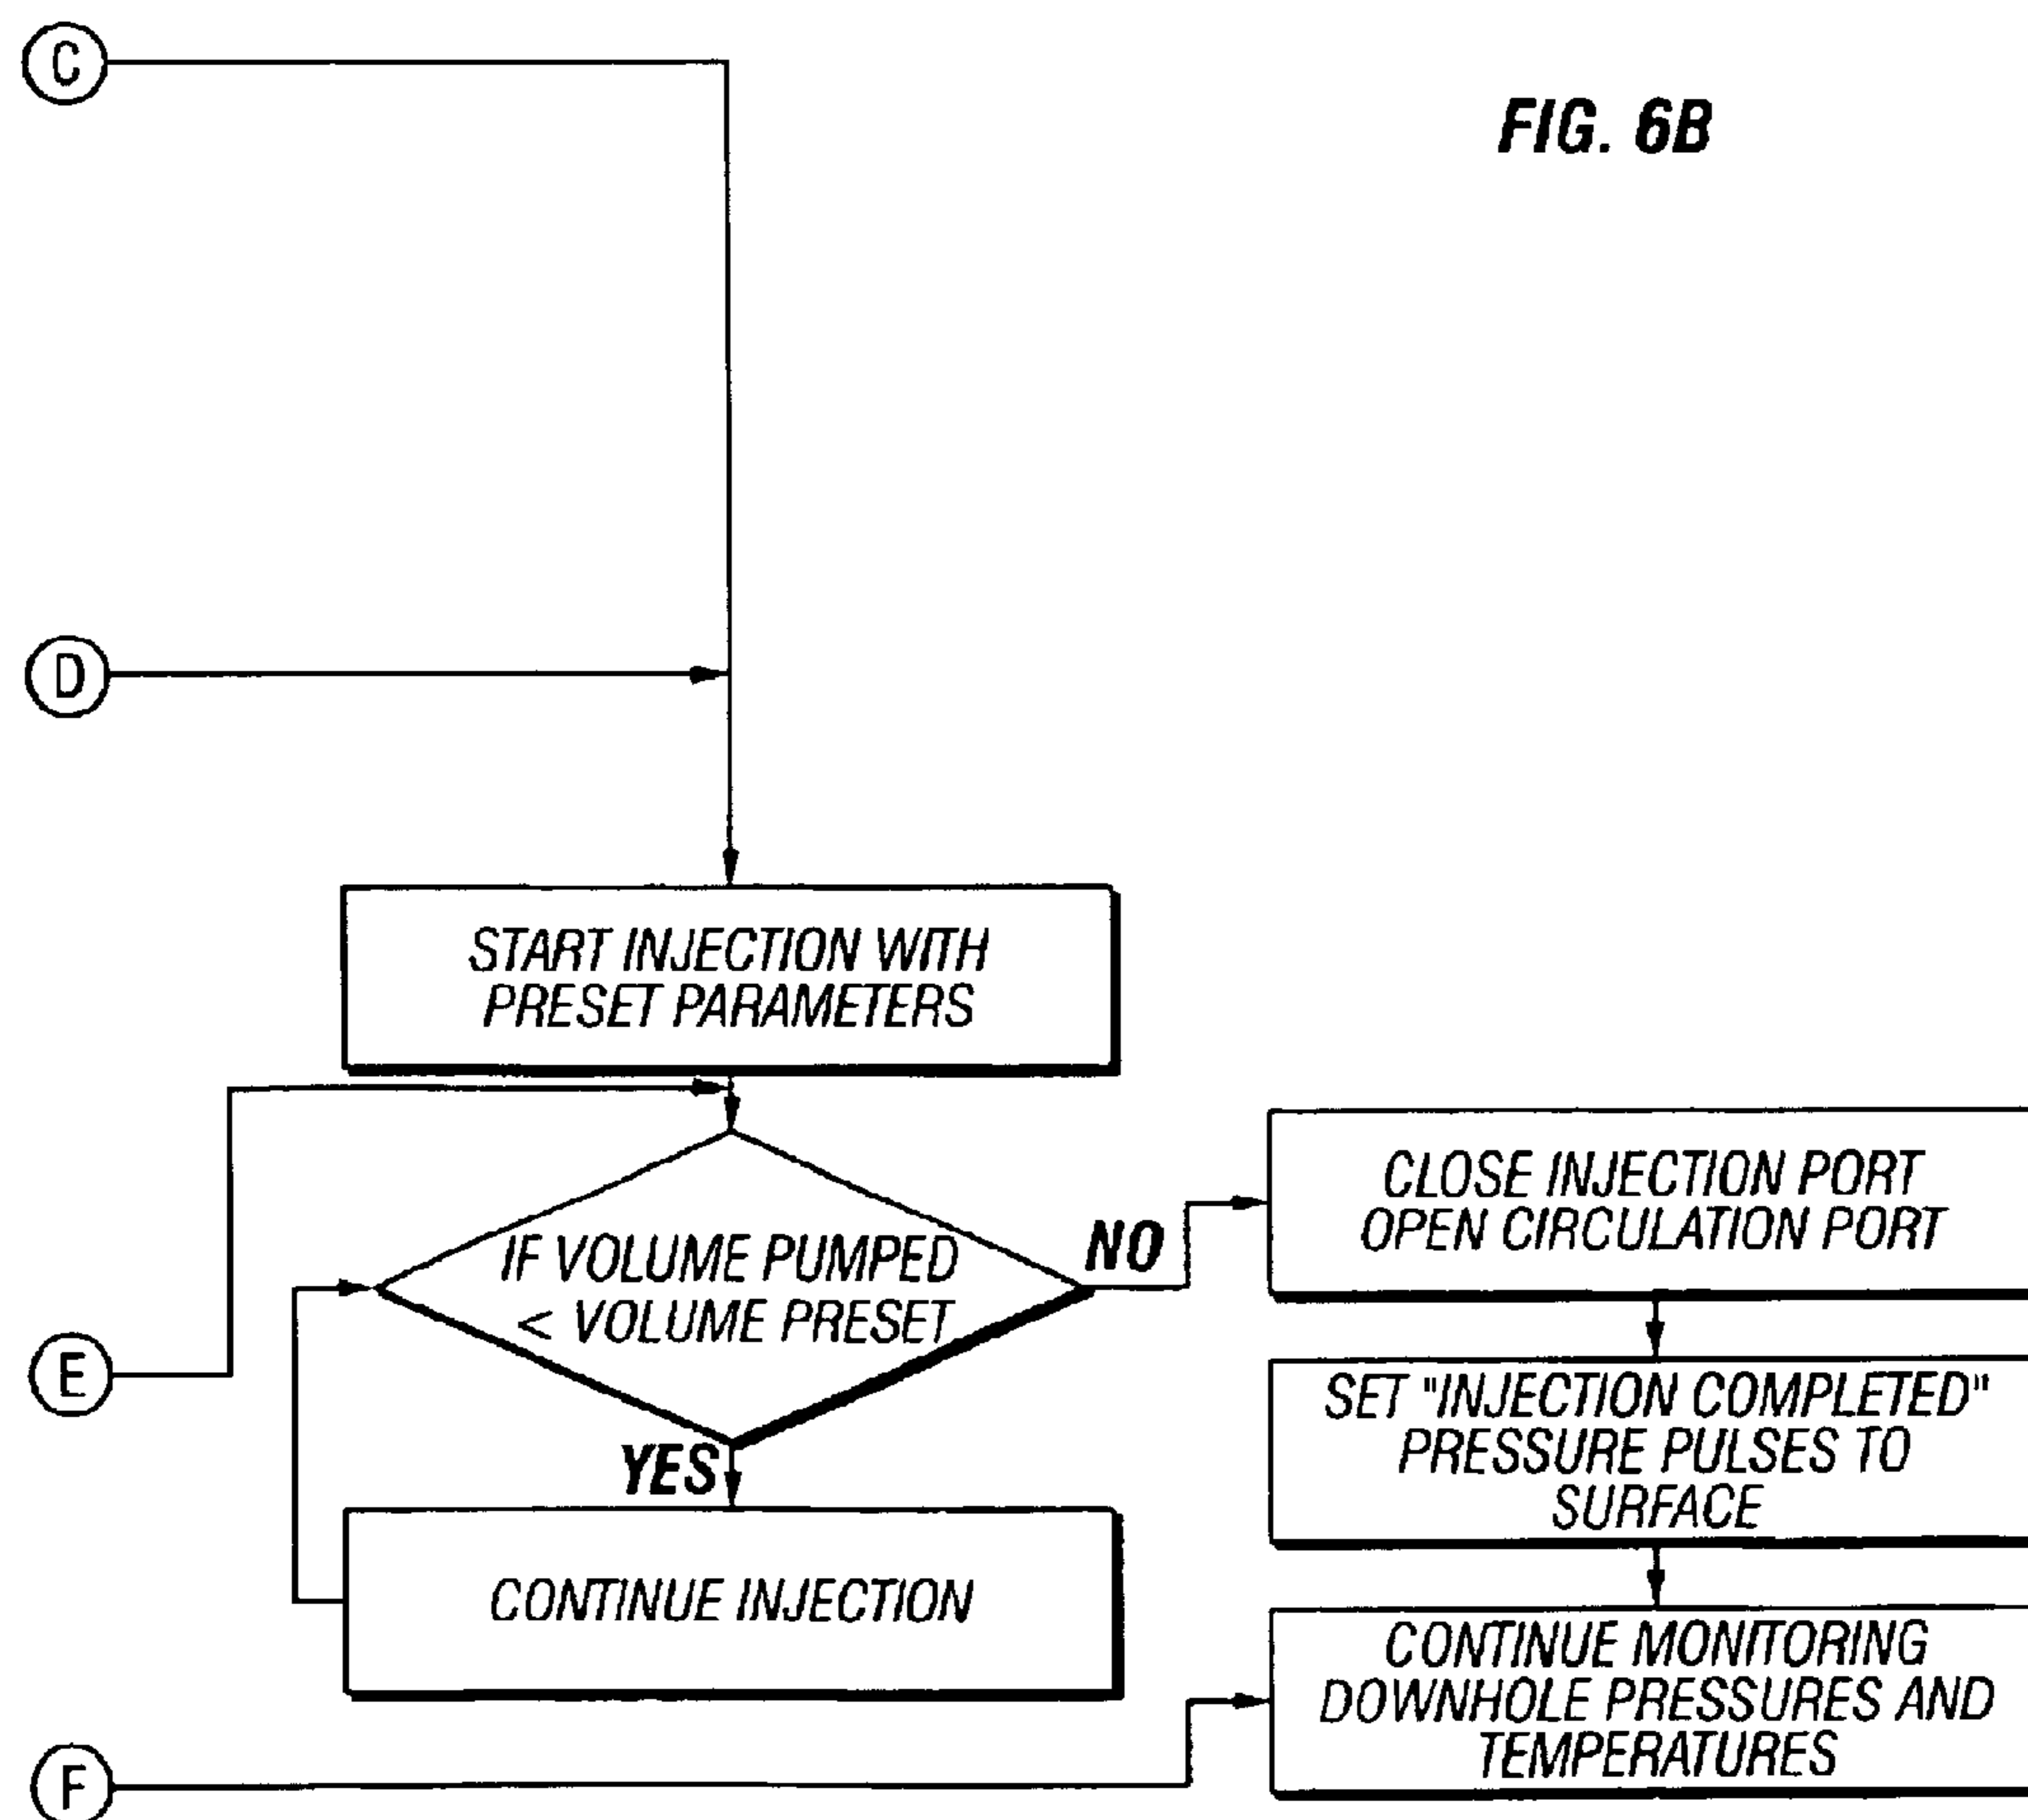 C
FIG. 6B
D
START INJECTION WITH
PRESET PARAMETERS
IF VOLUME PUMPED
< VOLUME PRESET
NO
YES
CONTINUE INJECTION
E
CLOSE INJECTION PORT
OPEN CIRCULATION PORT
SET "INJECTION COMPLETED"
PRESSURE PULSES TO
SURFACE
CONTINUE MONITORING
DOWNHOLE PRESSURES AND
TEMPERATURES
F